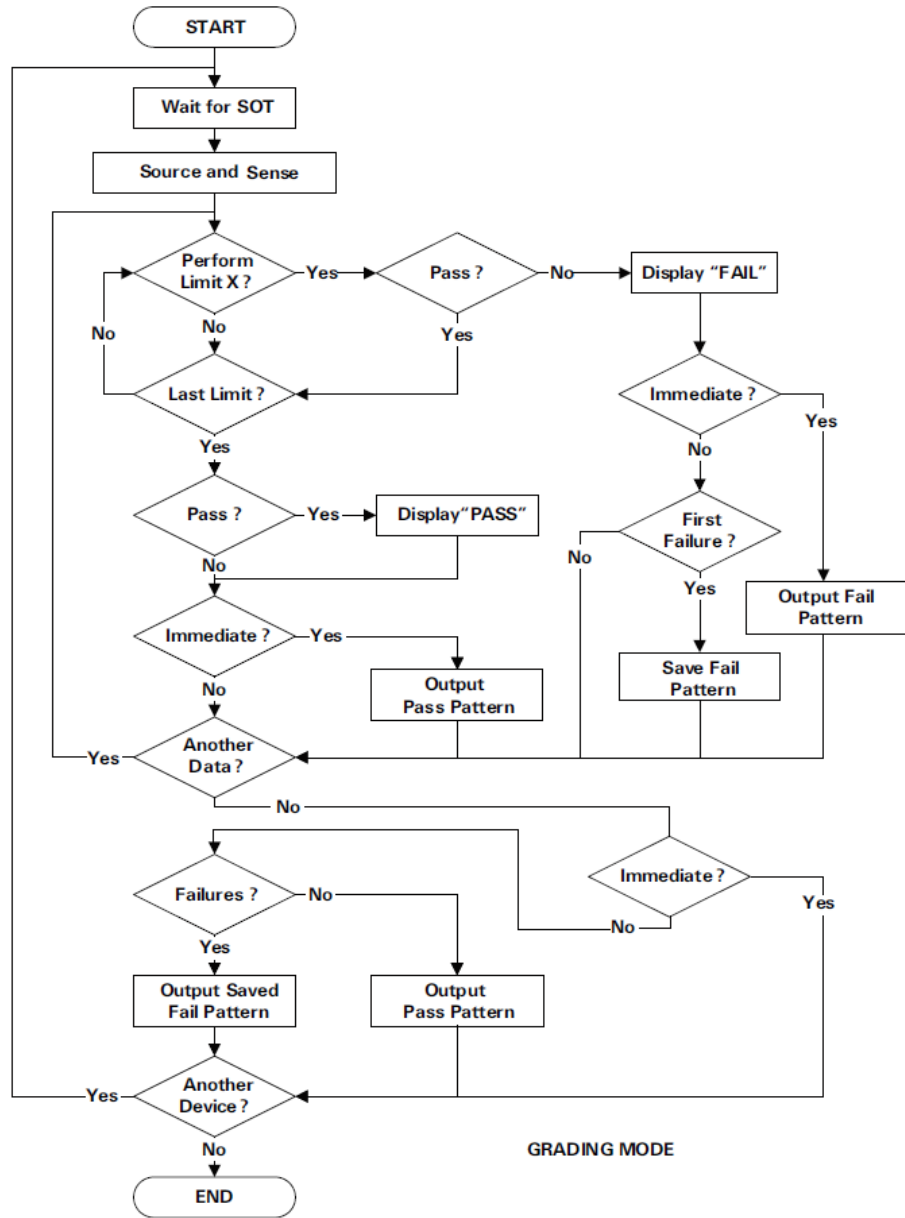 START
Wait for SOT
Source and Sense
Perform
Limit X ?
Yes
Pass ?
No
Display “FAIL”
No
No
Yes
Last Limit ?
Immediate ?
Yes
Yes
No
Pass ?
Yes
Display“PASS”
First
Failure ?
No
No
Yes
Output Fail
Pattern
Immediate ?
Yes
Save Fail
Pattern
No
Output
Pass Pattern
Another
Data ?
Yes
No
Immediate ?
Yes
No
Failures ?
No
Yes
Output Saved
Fail Pattern
Output
Pass Pattern
Another
Device ?
Yes
No
GRADING MODE
END